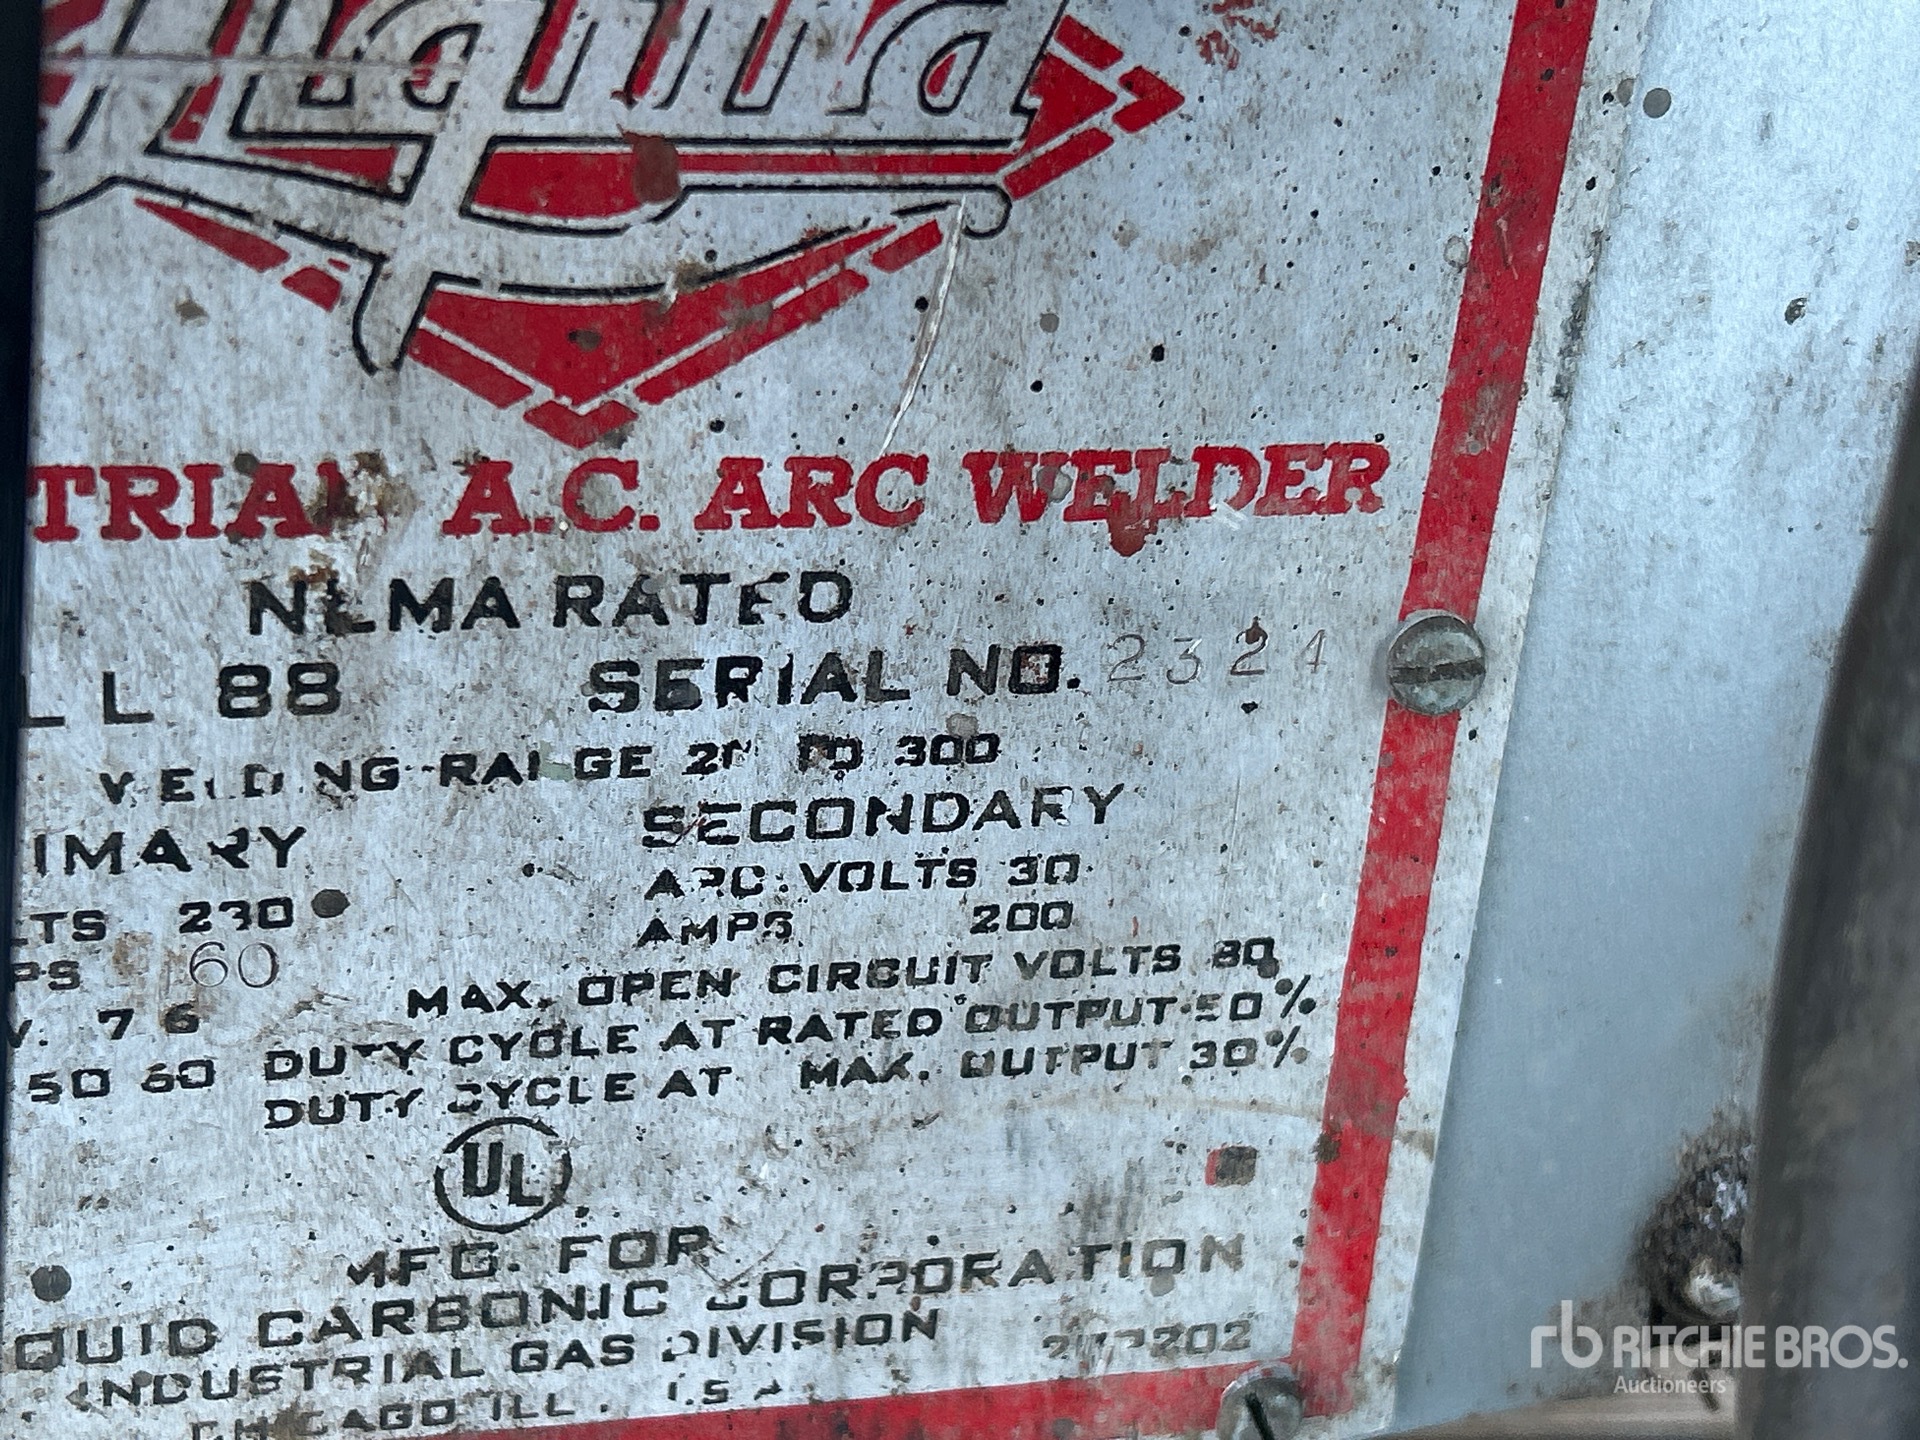 TRIAL A.C. ARC WELDER
NEMA RATED
L L 88 SERIAL NO. 2324
WELDING RANGE TO 300
IMARY SECONDARY
ARC VOLTS 30
TS 230 AMPS 200
PS 60 MAX. OPEN CIRCUIT VOLTS 80
V. 76 DUTY CYCLE AT RATED OUTPUT 50%
50 60 DUTY CYCLE AT MAX. OUTPUT 30%
UL
MFG. FOR
QUID CARBONIC CORPORATION
INDUSTRIAL GAS DIVISION
CHICAGO ILL. U.S.A.
rb RITCHIE BROS.
Auctioneers